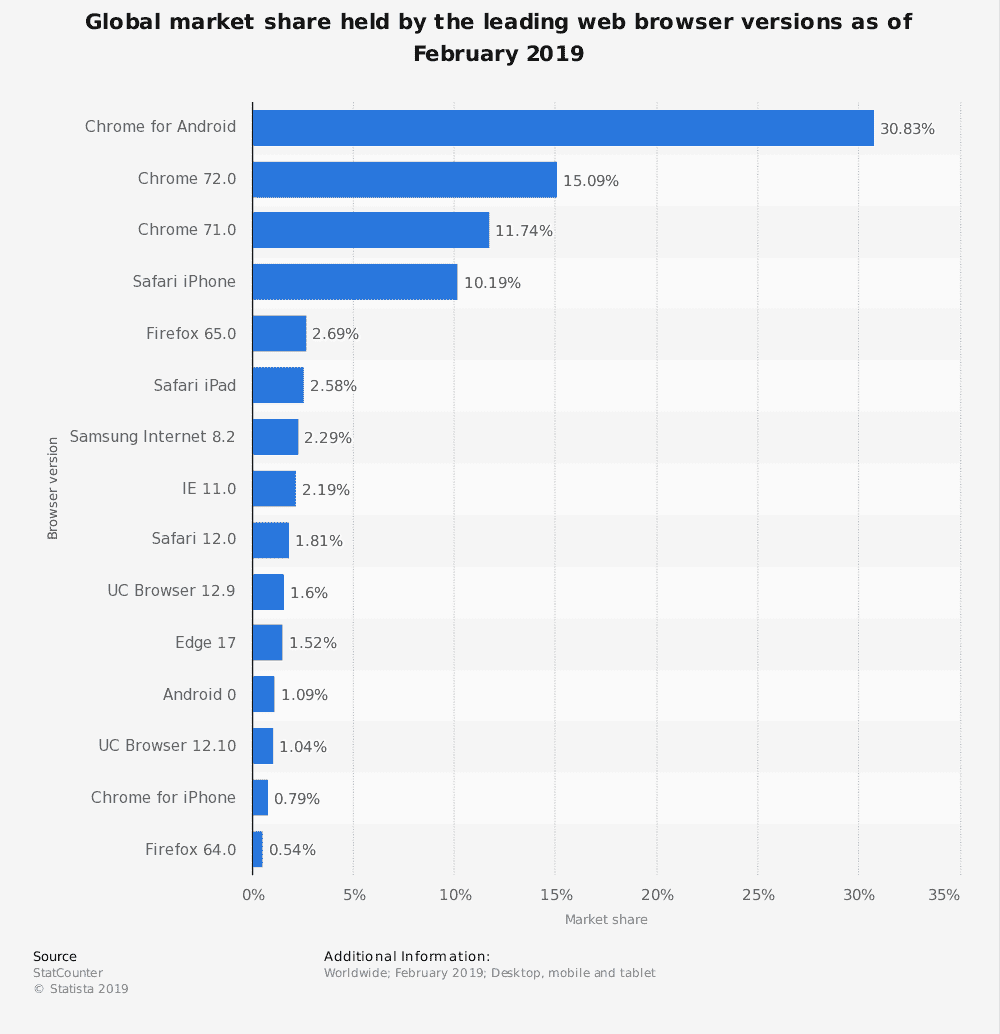 Global market share held by the leading web browser versions as of
February 2019
Browser version
Chrome for Android 30.83%
Chrome 72.0 15.09%
Chrome 71.0 11.74%
Safari iPhone 10.19%
Firefox 65.0 2.69%
Safari iPad 2.58%
Samsung Internet 8.2 2.29%
IE 11.0 2.19%
Safari 12.0 1.81%
UC Browser 12.9 1.6%
Edge 17 1.52%
Android 0 1.09%
UC Browser 12.10 1.04%
Chrome for iPhone 0.79%
Firefox 64.0 0.54%
0% 5% 10% 15% 20% 25% 30% 35%
Market share
Source
StatCounter
© Statista 2019
Additional Information:
Worldwide; February 2019; Desktop, mobile and tablet